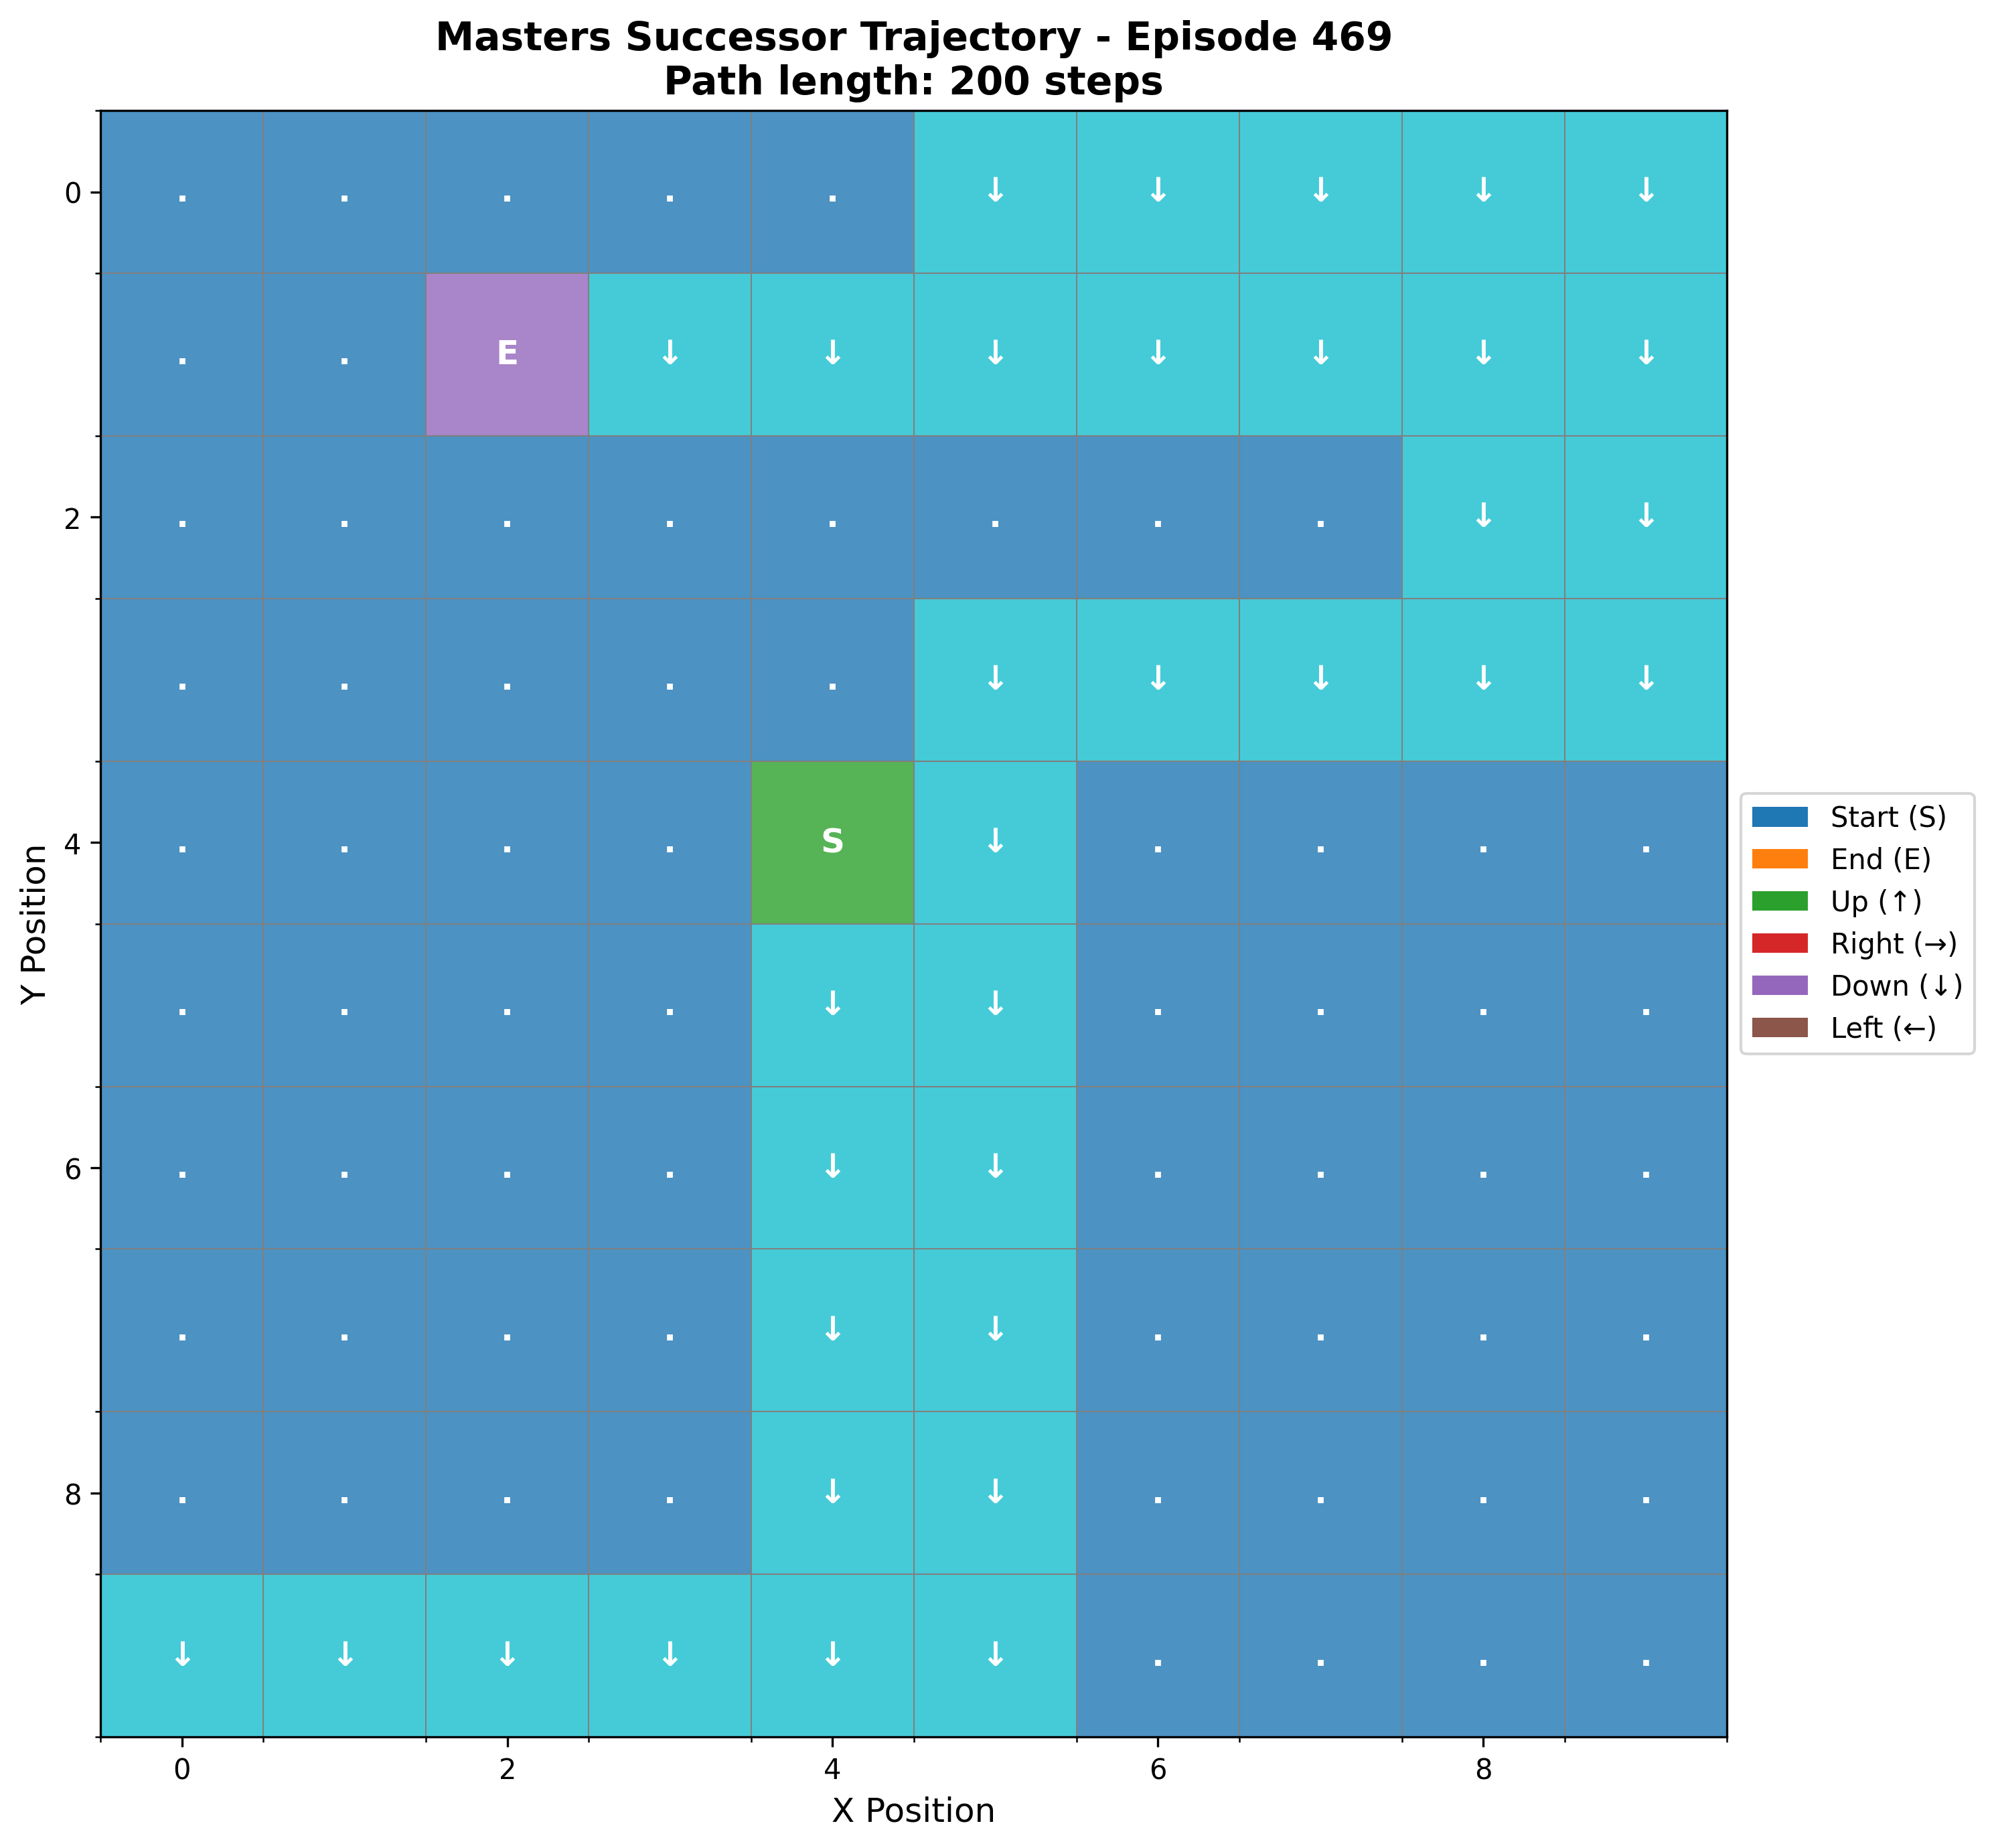 Masters Successor Trajectory - Episode 469
Path length: 200 steps
0 . . . . . ↓ ↓ ↓ ↓ ↓
. . E ↓ ↓ ↓ ↓ ↓ ↓ ↓
2 . . . . . . . . ↓ ↓
. . . . . ↓ ↓ ↓ ↓ ↓
4 . . . . S ↓ . . . .
. . . . ↓ ↓ . . . .
6 . . . . ↓ ↓ . . . .
. . . . ↓ ↓ . . . .
8 . . . . ↓ ↓ . . . .
↓ ↓ ↓ ↓ ↓ ↓ . . . .
0 2 4 6 8
X Position
Y Position
Start (S)
End (E)
Up (↑)
Right (→)
Down (↓)
Left (←)